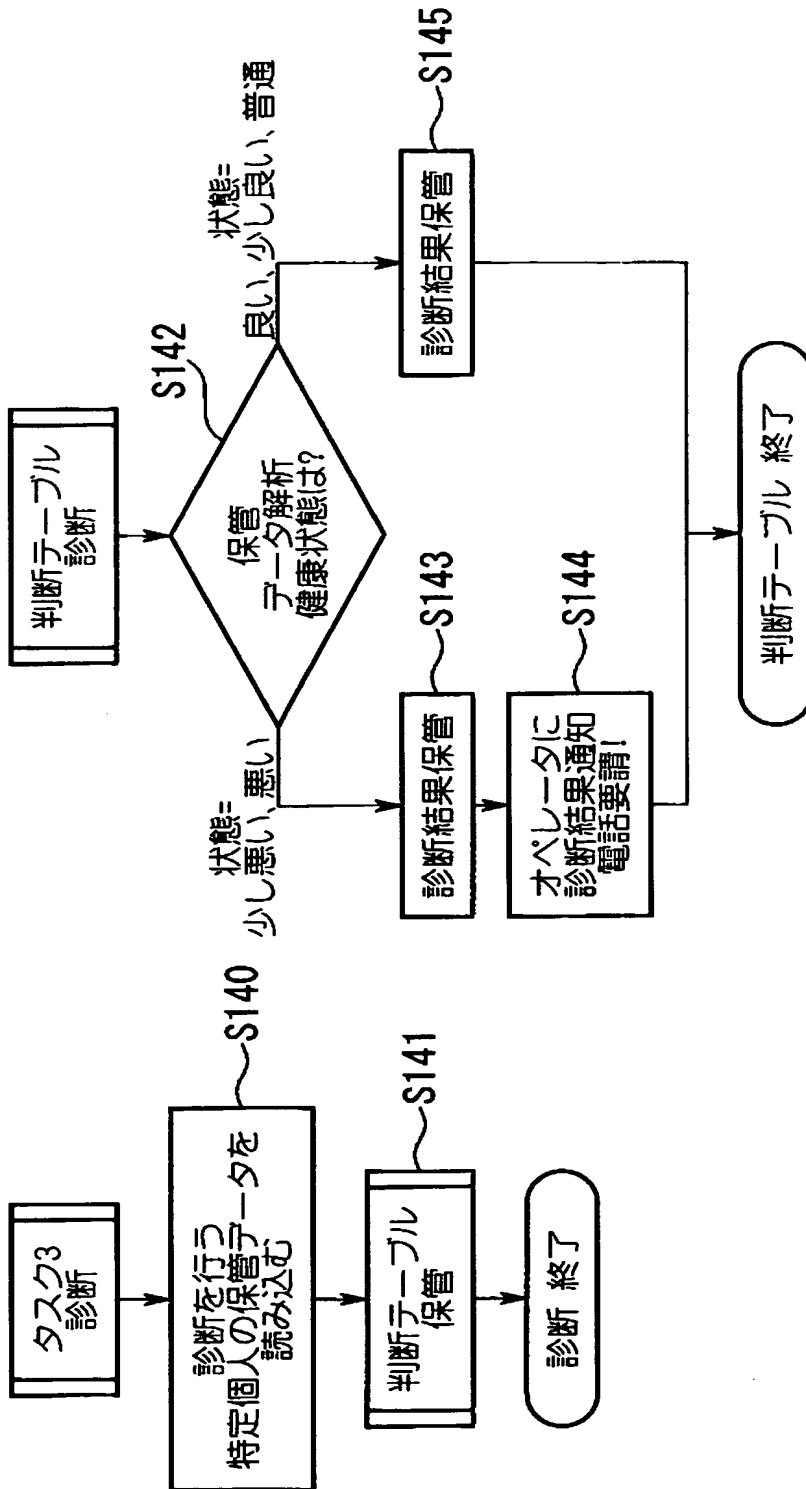 タスク3
診断
診断を行う
特定個人の保管データを
読み込む
S140
判断テーブル
保管
S141
診断 終了
判断テーブル
診断
保管
データ解析
健康状態は?
S142
状態=
少し悪い、悪い
状態=
良い、少し良い、普通
診断結果保管
S143
オペレータに
診断結果通知
電話要請!
S144
診断結果保管
S145
判断テーブル 終了